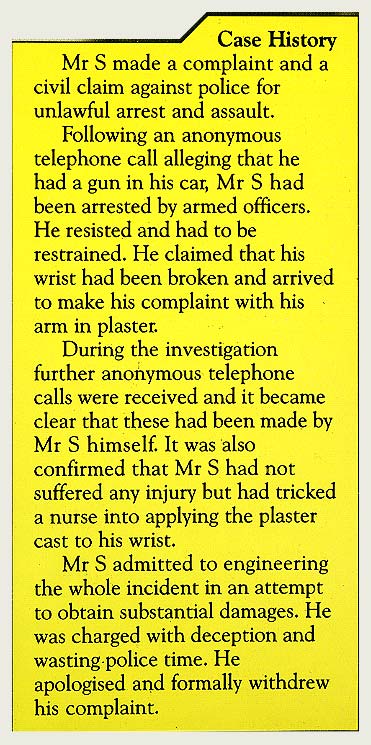 Case History
Mr S made a complaint and a
civil claim against police for
unlawful arrest and assault.
Following an anonymous
telephone call alleging that he
had a gun in his car, Mr S had
been arrested by armed officers.
He resisted and had to be
restrained. He claimed that his
wrist had been broken and arrived
to make his complaint with his
arm in plaster.
During the investigation
further anonymous telephone
calls were received and it became
clear that these had been made by
Mr S himself. It was also
confirmed that Mr S had not
suffered any injury but had tricked
a nurse into applying the plaster
cast to his wrist.
Mr S admitted to engineering
the whole incident in an attempt
to obtain substantial damages. He
was charged with deception and
wasting police time. He
apologised and formally withdrew
his complaint.